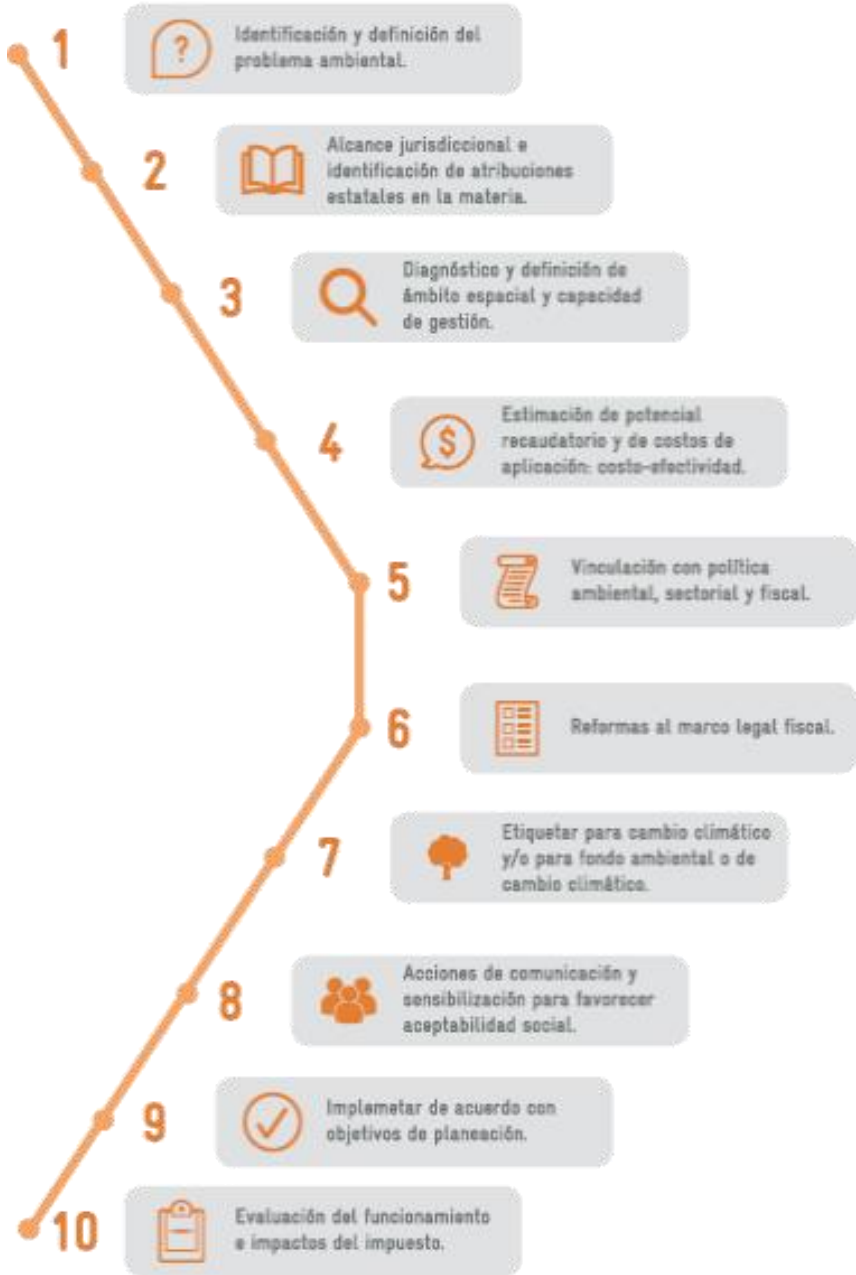 1
?
Identificación y definición del
problema ambiental.
2
Alcance jurisdiccional e
identificación de atribuciones
estatales en la materia.
3
Diagnóstico y definición de
ámbito espacial y capacidad
de gestión.
4
$
Estimación de potencial
recaudatorio y de costos de
aplicación: costo-efectividad.
5
Vinculación con política
ambiental, sectorial y fiscal.
6
Reformas al marco legal fiscal.
7
Etiquetar para cambio climático
y/o para fondo ambiental o de
cambio climático.
8
Acciones de comunicación y
sensibilización para favorecer
aceptabilidad social.
9
Implemetar de acuerdo con
objetivos de planeación.
10
Evaluación del funcionamiento
e impactos del impuesto.